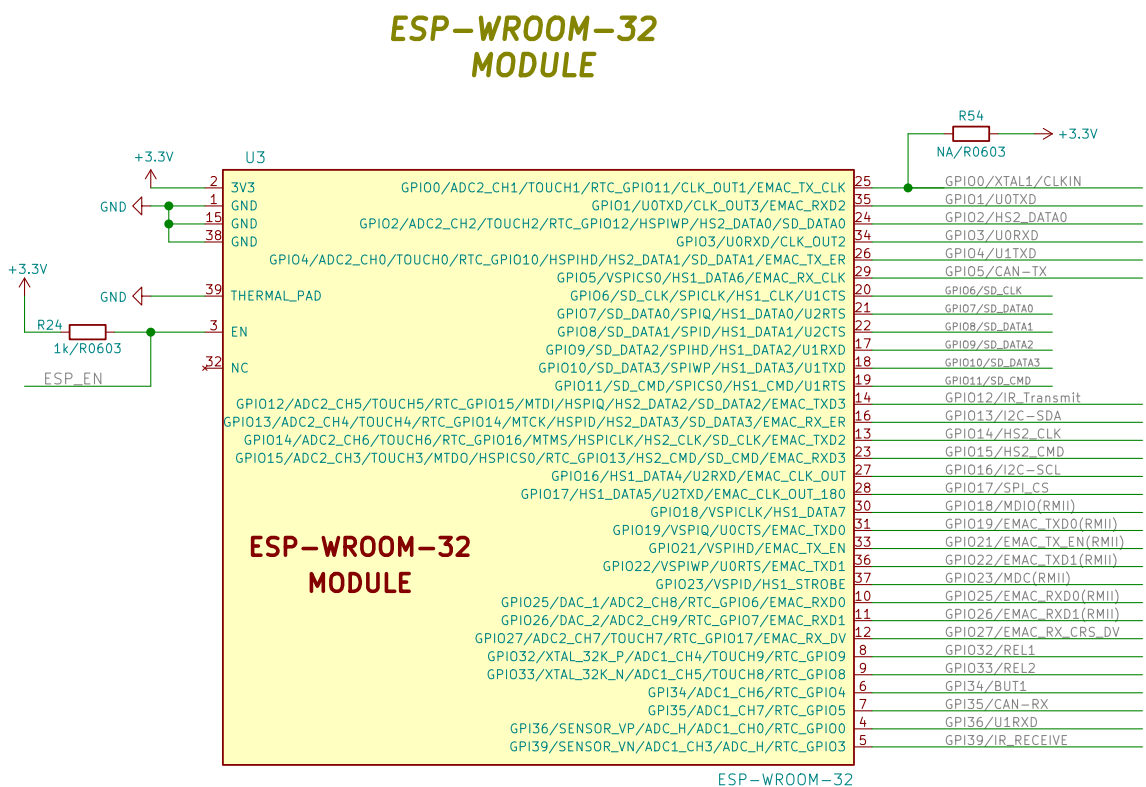 ESP-WROOM-32
MODULE
R54
+3.3V
NA/R0603
+3.3V
U3
2 3V3
1 GND
GND
15 GND
38 GND
+3.3V
GND
39 THERMAL_PAD
R24
1k/R0603
3 EN
32 NC
ESP_EN
GPIO0/ADC2_CH1/TOUCH1/RTC_GPIO11/CLK_OUT1/EMAC_TX_CLK 25 GPIO0/XTAL1/CLKIN
GPIO1/U0TXD/CLK_OUT3/EMAC_RXD2 35 GPIO1/U0TXD
GPIO2/ADC2_CH2/TOUCH2/RTC_GPIO12/HSPIWP/HS2_DATA0/SD_DATA0 24 GPIO2/HS2_DATA0
GPIO3/U0RXD/CLK_OUT2 34 GPIO3/U0RXD
GPIO4/ADC2_CH0/TOUCH0/RTC_GPIO10/HSPIHD/HS2_DATA1/SD_DATA1/EMAC_TX_ER 26 GPIO4/U1TXD
GPIO5/VSPICS0/HS1_DATA6/EMAC_RX_CLK 29 GPIO5/CAN-TX
GPIO6/SD_CLK/SPICLK/HS1_CLK/U1CTS 20 GPIO6/SD_CLK
GPIO7/SD_DATA0/SPIQ/HS1_DATA0/U2RTS 21 GPIO7/SD_DATA0
GPIO8/SD_DATA1/SPID/HS1_DATA1/U2CTS 22 GPIO8/SD_DATA1
GPIO9/SD_DATA2/SPIHD/HS1_DATA2/U1RXD 17 GPIO9/SD_DATA2
GPIO10/SD_DATA3/SPIWP/HS1_DATA3/U1TXD 18 GPIO10/SD_DATA3
GPIO11/SD_CMD/SPICS0/HS1_CMD/U1RTS 19 GPIO11/SD_CMD
GPIO12/ADC2_CH5/TOUCH5/RTC_GPIO15/MTDI/HSPIQ/HS2_DATA2/SD_DATA2/EMAC_TXD3 14 GPIO12/IR_Transmit
GPIO13/ADC2_CH4/TOUCH4/RTC_GPIO14/MTCK/HSPID/HS2_DATA3/SD_DATA3/EMAC_RX_ER 16 GPIO13/I2C-SDA
GPIO14/ADC2_CH6/TOUCH6/RTC_GPIO16/MTMS/HSPICLK/HS2_CLK/SD_CLK/EMAC_TXD2 13 GPIO14/HS2_CLK
GPIO15/ADC2_CH3/TOUCH3/MTDO/HSPICS0/RTC_GPIO13/HS2_CMD/SD_CMD/EMAC_RXD3 23 GPIO15/HS2_CMD
GPIO16/HS1_DATA4/U2RXD/EMAC_CLK_OUT 27 GPIO16/I2C-SCL
GPIO17/HS1_DATA5/U2TXD/EMAC_CLK_OUT_180 28 GPIO17/SPI_CS
GPIO18/VSPICLK/HS1_DATA7 30 GPIO18/MDIO(RMII)
GPIO19/VSPIQ/U0CTS/EMAC_TXD0 31 GPIO19/EMAC_TXD0(RMII)
GPIO21/VSPIHD/EMAC_TX_EN 33 GPIO21/EMAC_TX_EN(RMII)
GPIO22/VSPIWP/U0RTS/EMAC_TXD1 36 GPIO22/EMAC_TXD1(RMII)
GPIO23/VSPID/HS1_STROBE 37 GPIO23/MDC(RMII)
GPIO25/DAC_1/ADC2_CH8/RTC_GPIO6/EMAC_RXD0 10 GPIO25/EMAC_RXD0(RMII)
GPIO26/DAC_2/ADC2_CH9/RTC_GPIO7/EMAC_RXD1 11 GPIO26/EMAC_RXD1(RMII)
GPIO27/ADC2_CH7/TOUCH7/RTC_GPIO17/EMAC_RX_DV 12 GPIO27/EMAC_RX_CRS_DV
GPIO32/XTAL_32K_P/ADC1_CH4/TOUCH9/RTC_GPIO9 8 GPIO32/REL1
GPIO33/XTAL_32K_N/ADC1_CH5/TOUCH8/RTC_GPIO8 9 GPIO33/REL2
GPI34/ADC1_CH6/RTC_GPIO4 6 GPI34/BUT1
GPI35/ADC1_CH7/RTC_GPIO5 7 GPI35/CAN-RX
GPI36/SENSOR_VP/ADC_H/ADC1_CH0/RTC_GPIO0 4 GPI36/U1RXD
GPI39/SENSOR_VN/ADC1_CH3/ADC_H/RTC_GPIO3 5 GPI39/IR_RECEIVE
ESP-WROOM-32
MODULE
ESP-WROOM-32